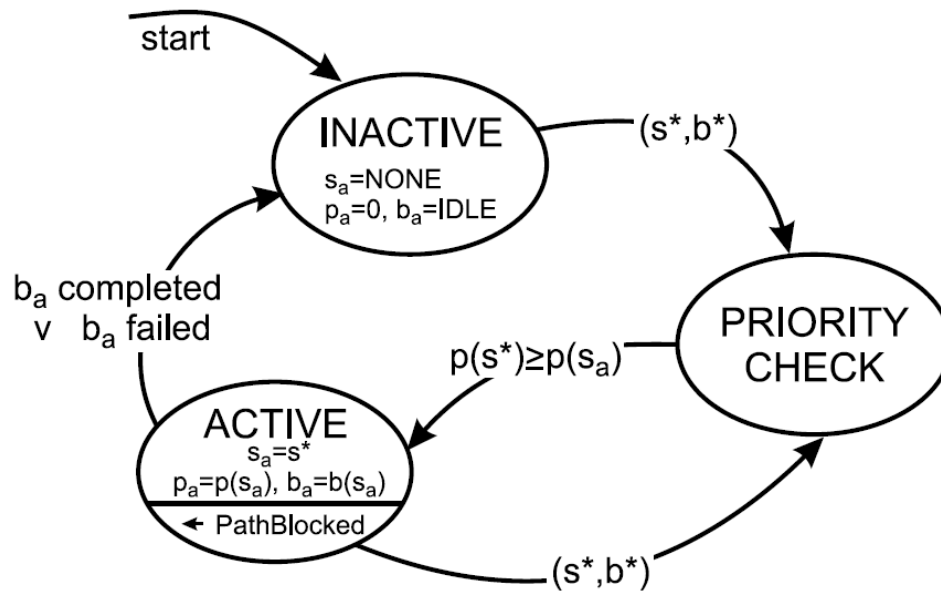 start
INACTIVE
sₐ=NONE
pₐ=0, bₐ=IDLE
(s*,b*)
bₐ completed
v bₐ failed
PRIORITY
CHECK
p(s*)≥p(sₐ)
ACTIVE
sₐ=s*
pₐ=p(sₐ), bₐ=b(sₐ)
← PathBlocked
(s*,b*)